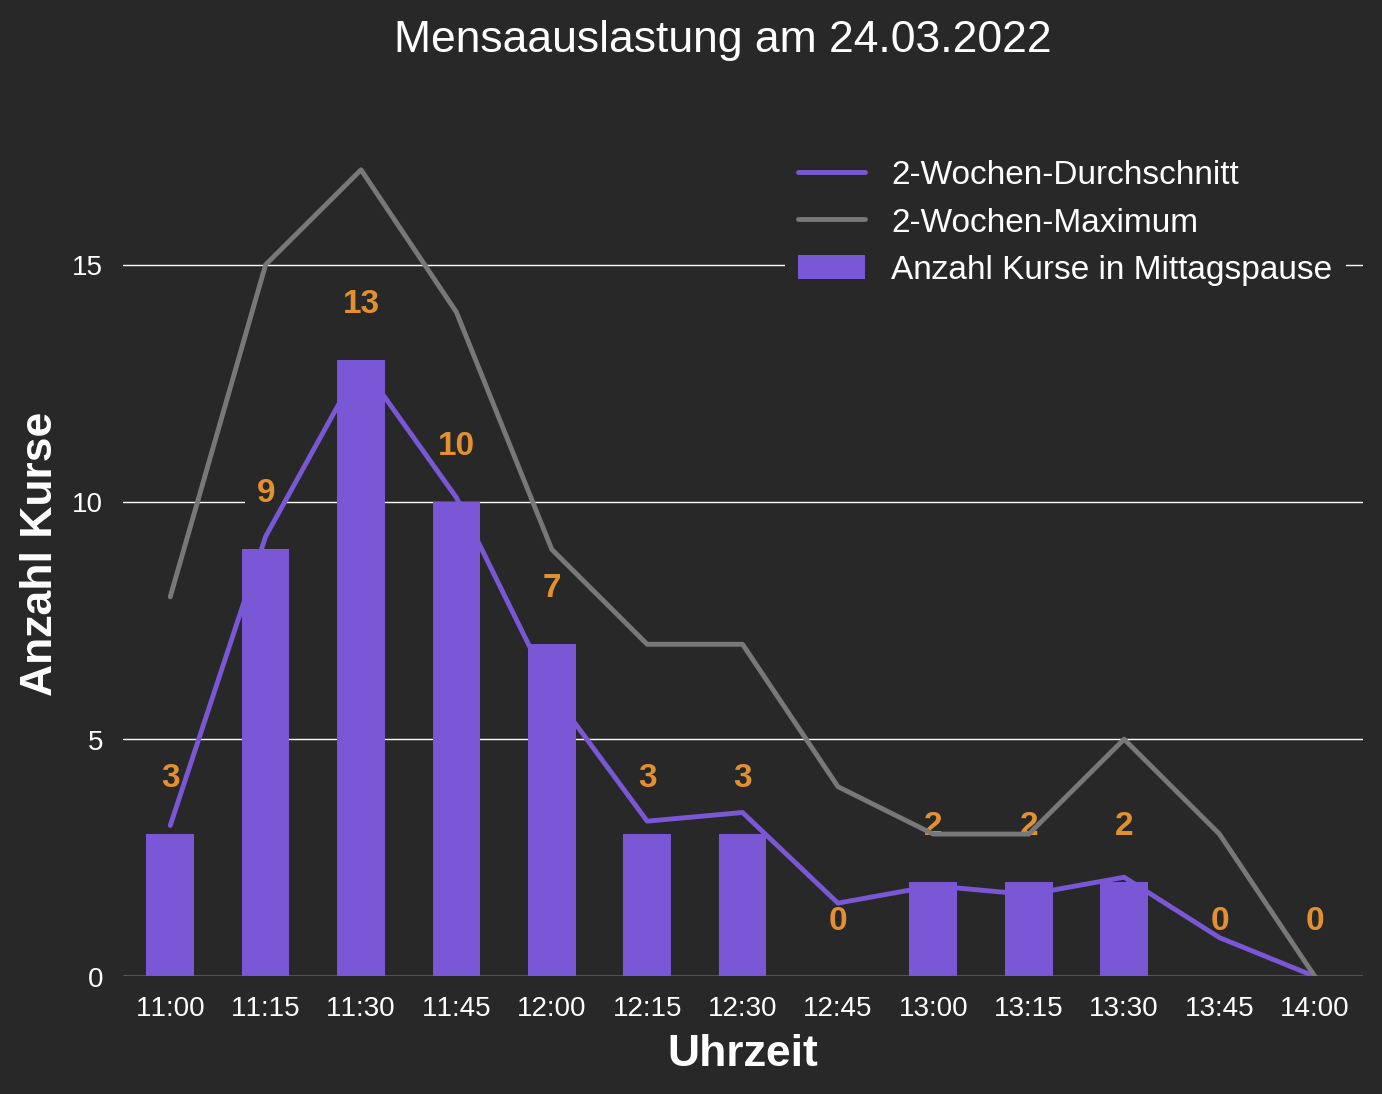 Mensaauslastung am 24.03.2022
2-Wochen-Durchschnitt
2-Wochen-Maximum
Anzahl Kurse in Mittagspause
Anzahl Kurse
15
10
5
0
3
9
13
10
7
3
3
0
2
2
2
0
0
11:00 11:15 11:30 11:45 12:00 12:15 12:30 12:45 13:00 13:15 13:30 13:45 14:00
Uhrzeit